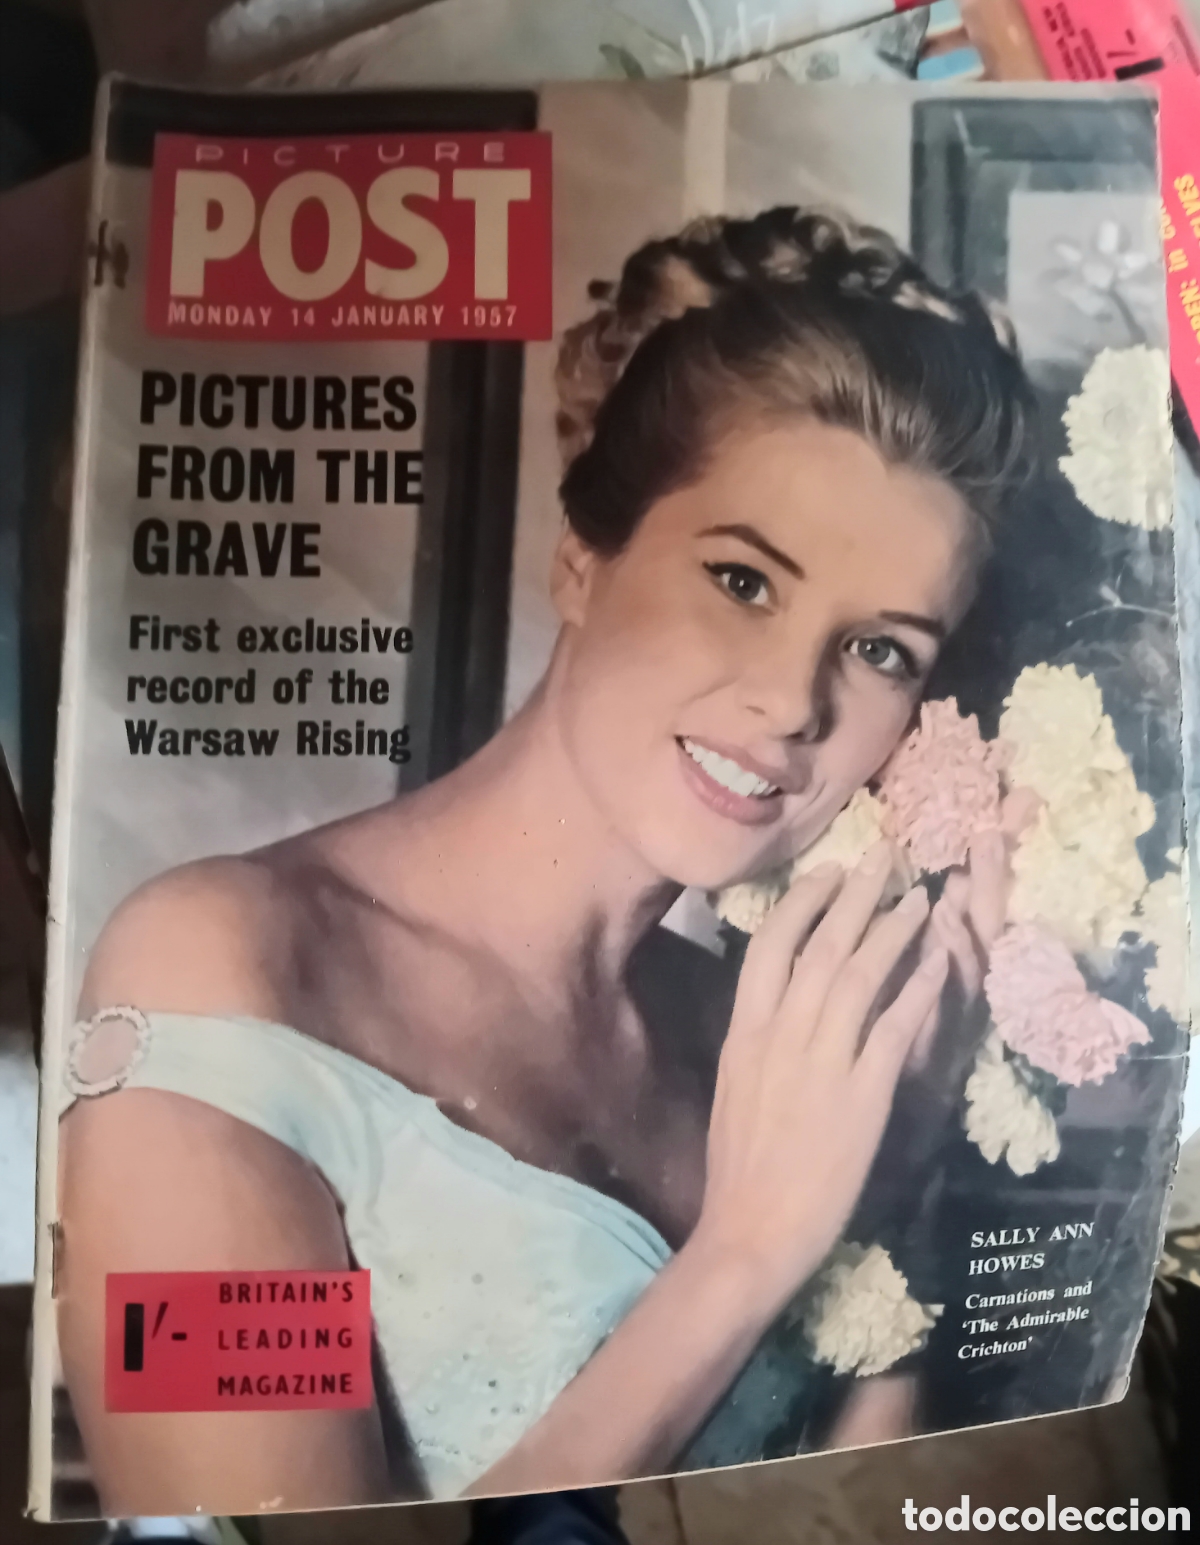 PICTURE
POST
MONDAY 14 JANUARY 1957
PICTURES
FROM THE
GRAVE
First exclusive
record of the
Warsaw Rising
SALLY ANN
HOWES
Carnations and
'The Admirable
Crichton'
1/-
BRITAIN'S
LEADING
MAGAZINE
todocoleccion